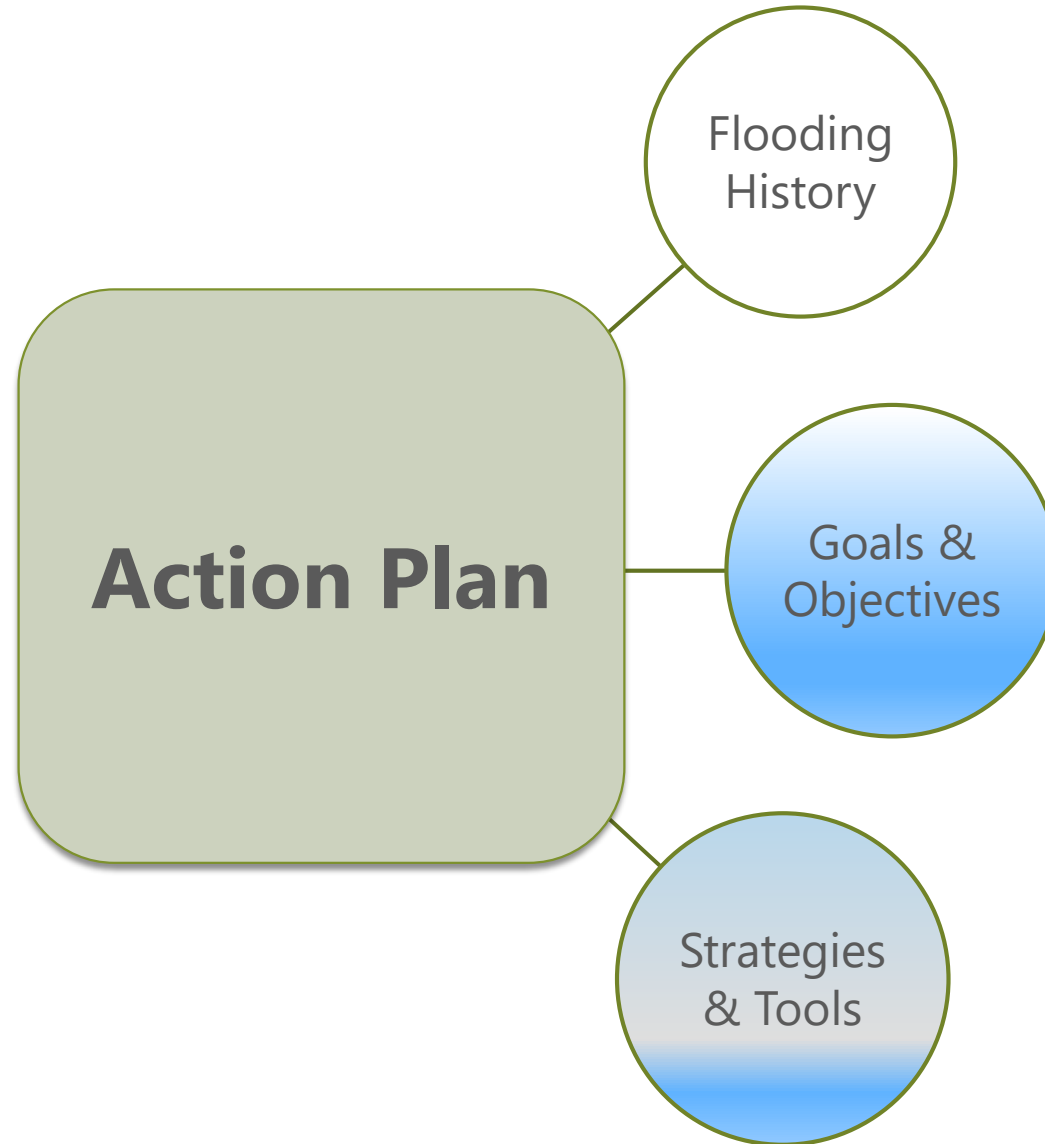 Flooding
History
Action Plan
Goals &
Objectives
Strategies
& Tools